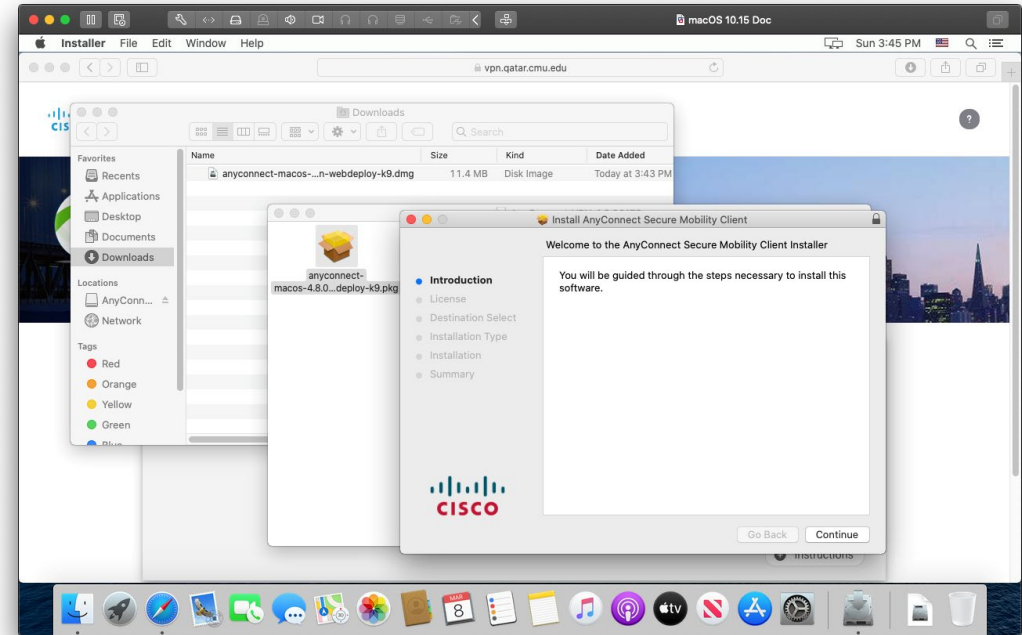 macOS 10.15 Doc
Installer File Edit Window Help
Sun 3:45 PM
vpn.qatar.cmu.edu
CIS
?
Downloads
Search
Favorites
Recents
Applications
Desktop
Documents
Downloads
Locations
AnyConn...
Network
Tags
Red
Orange
Yellow
Green
Blue
Name Size Kind Date Added
anyconnect-macos-...n-webdeploy-k9.dmg 11.4 MB Disk Image Today at 3:43 PM
anyconnect-
macos-4.8.0...deploy-k9.pkg
Install AnyConnect Secure Mobility Client
Welcome to the AnyConnect Secure Mobility Client Installer
Introduction
License
Destination Select
Installation Type
Installation
Summary
You will be guided through the steps necessary to install this
software.
CISCO
Go Back Continue
Instructions
MAR
8
tv